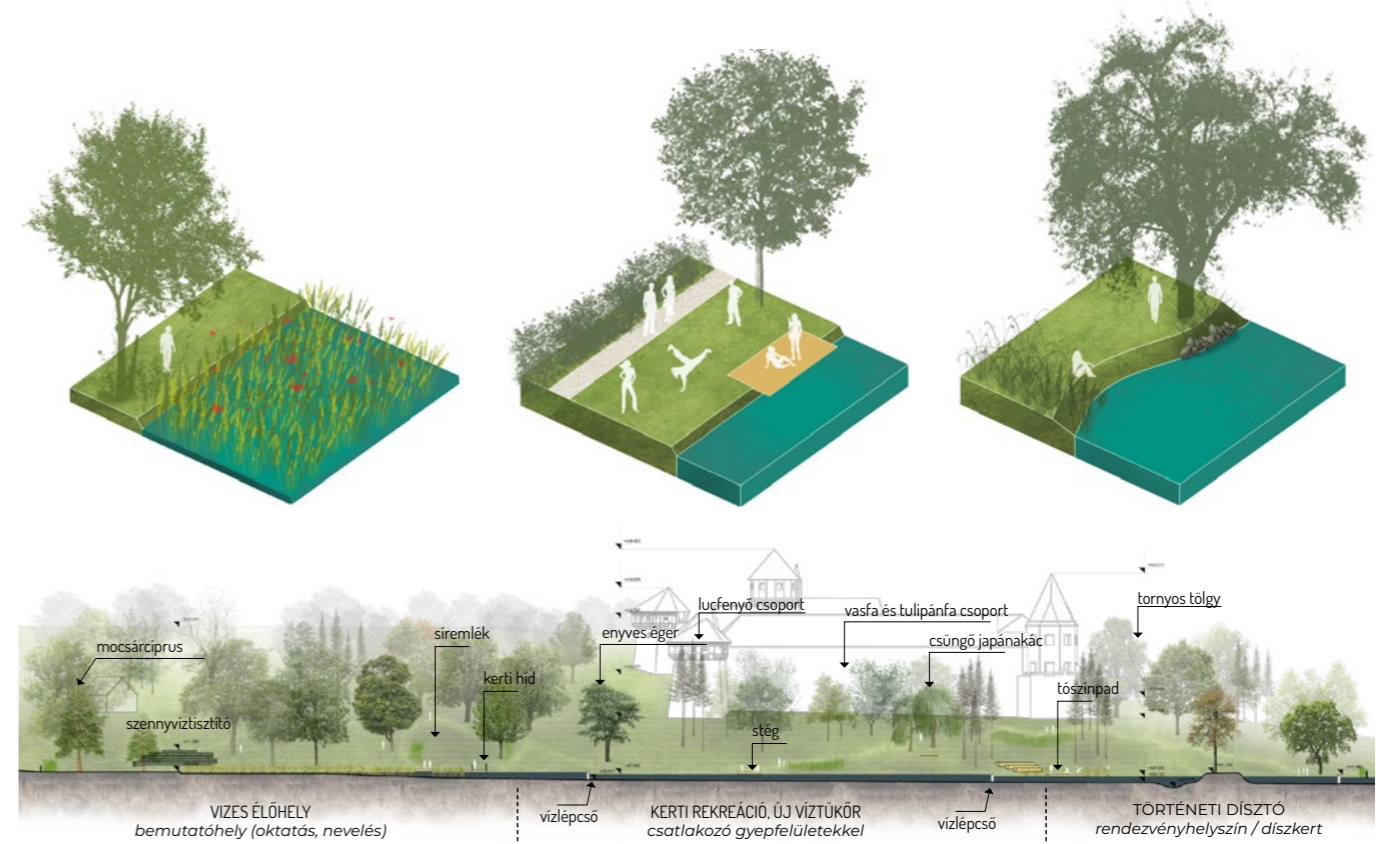 tornyos tölgy
lucfenyő csoport
vasfa és tulipánfa csoport
síremlék
enyves éger
csüngő japánakác
mocsárciprus
kerti híd
tószínpad
szennyvíztisztító
stég
VIZES ÉLŐHELY
bemutatóhely (oktatás, nevelés)
vízlépcső
KERTI REKREÁCIÓ, ÚJ VÍZTÜKÖR
csatlakozó gyepfelületekkel
vízlépcső
TÖRTÉNETI DÍSZTÓ
rendezvényhelyszín / díszkert